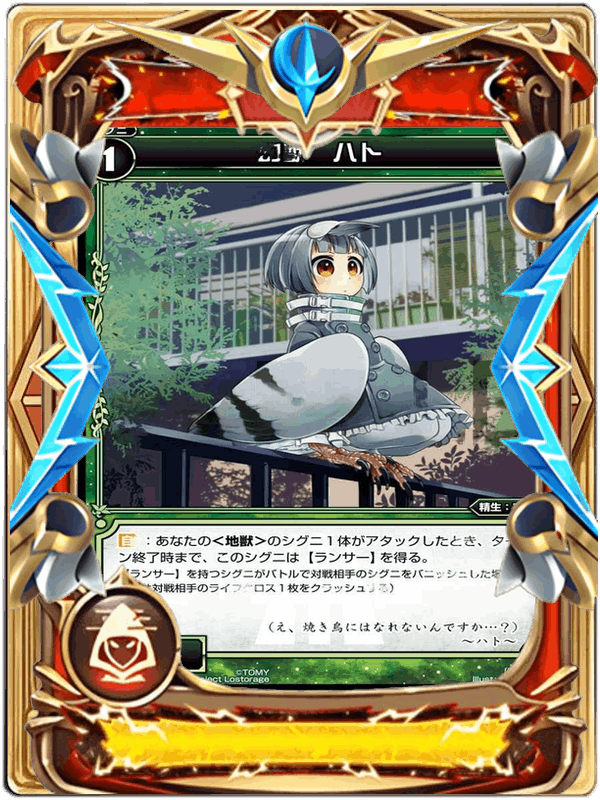 1
ハト
精生：
自：あなたの<地獣>のシグニ1体がアタックしたとき、ター
ン終了時まで、このシグニは【ランサー】を得る。
【ランサー】を持つシグニがバトルで対戦相手のシグニをバニッシュした
対戦相手のライフクロス1枚をクラッシュする）
（え、焼き鳥にはなれないんですか…？）
～ハト～
©TOMY
ject Lostorage
Illust